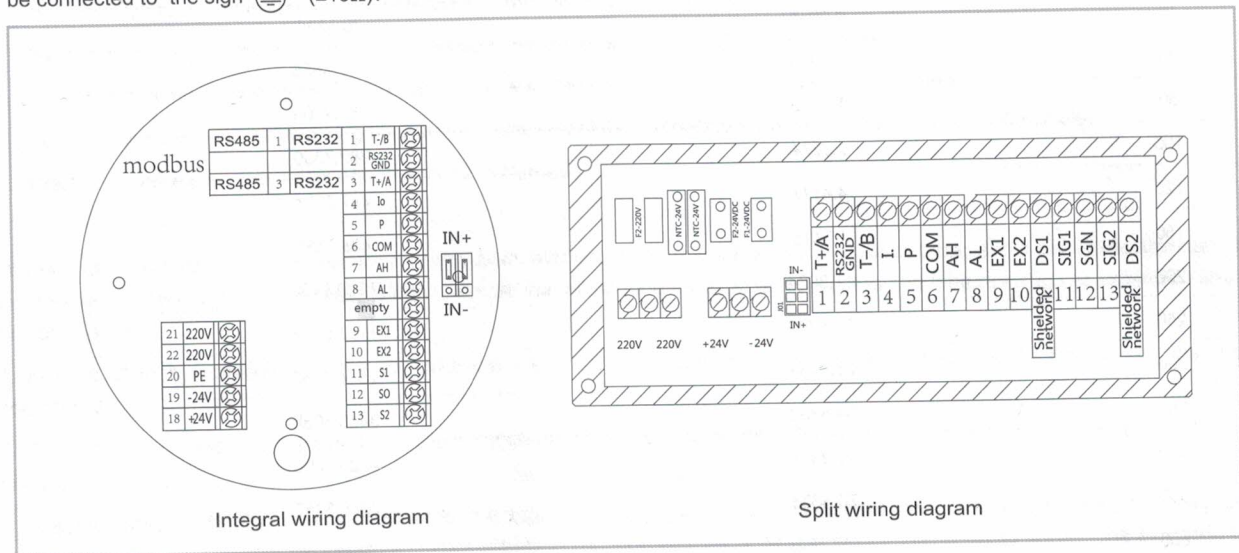 be connected to the sign (≤10Ω).
modbus
RS485 1 RS232 1 T-/B
2 RS232 GND
RS485 3 RS232 3 T+/A
4 Io
5 P
6 COM
7 AH
8 AL
empty
9 EX1
10 EX2
11 S1
12 SO
13 S2
IN+
IN-
21 220V
22 220V
20 PE
19 -24V
18 +24V
Integral wiring diagram
F2-220V
NTC-24V
NTC-24V
F2-24VDC
F1-24VDC
220V 220V +24V -24V
IN-
J01
IN+
T+/A
RS232 GND
T-/B
I.
P
COM
AH
AL
EX1
EX2
DS1
SIG1
SGN
SIG2
DS2
1 2 3 4 5 6 7 8 9 10 11 12 13
Shielded network
Shielded network
Split wiring diagram